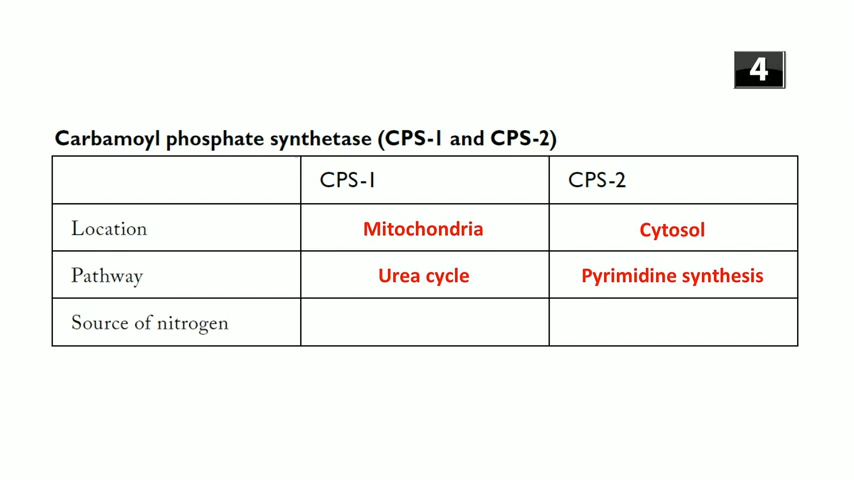 4
Carbamoyl phosphate synthetase (CPS-1 and CPS-2)
CPS-1 CPS-2
Location Mitochondria Cytosol
Pathway Urea cycle Pyrimidine synthesis
Source of nitrogen